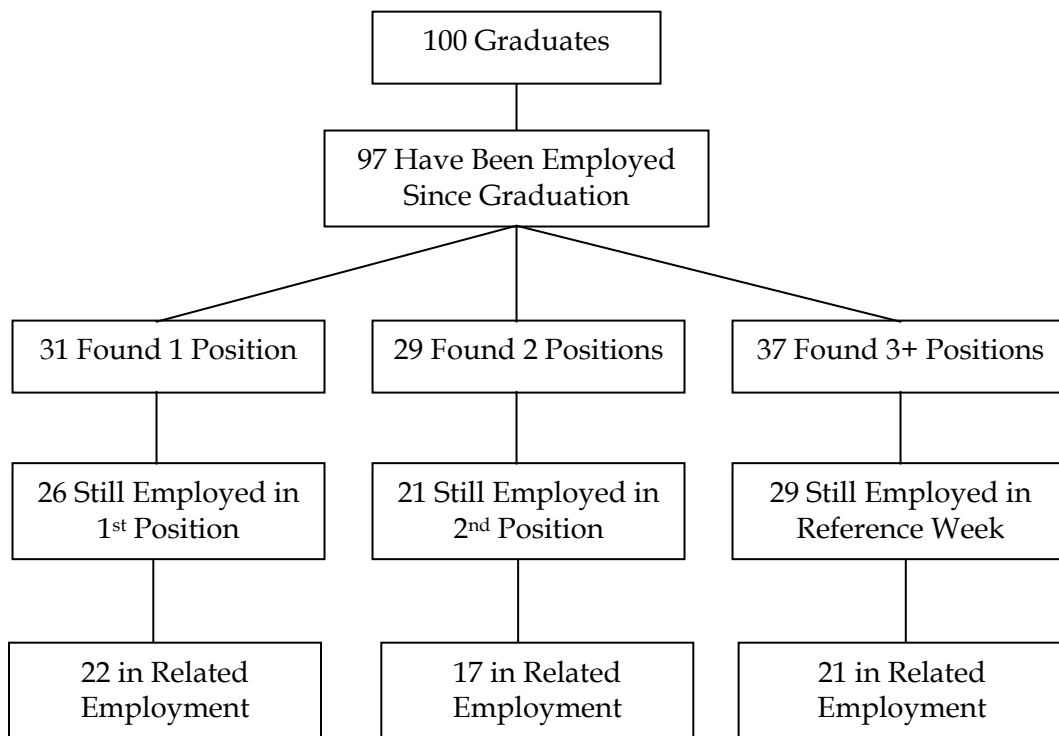 100 Graduates
97 Have Been Employed
Since Graduation
31 Found 1 Position
29 Found 2 Positions
37 Found 3+ Positions
26 Still Employed in
1st Position
21 Still Employed in
2nd Position
29 Still Employed in
Reference Week
22 in Related
Employment
17 in Related
Employment
21 in Related
Employment